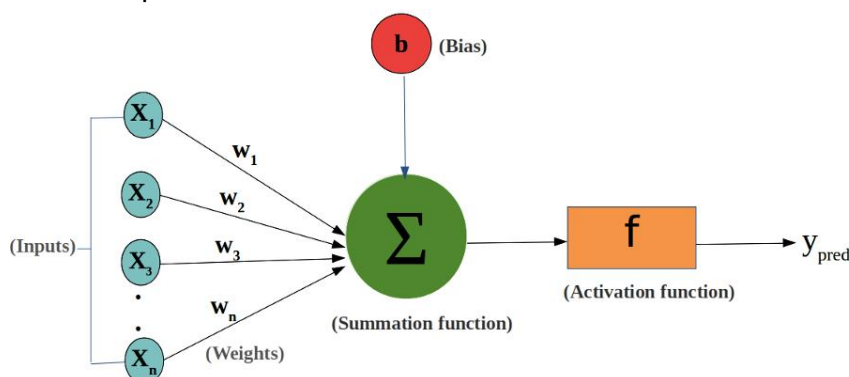 b (Bias)
X1
w1
X2
w2
(Inputs)
X3
w3
Σ
f
ypred
.
.
wn
(Activation function)
(Summation function)
(Weights)
Xn